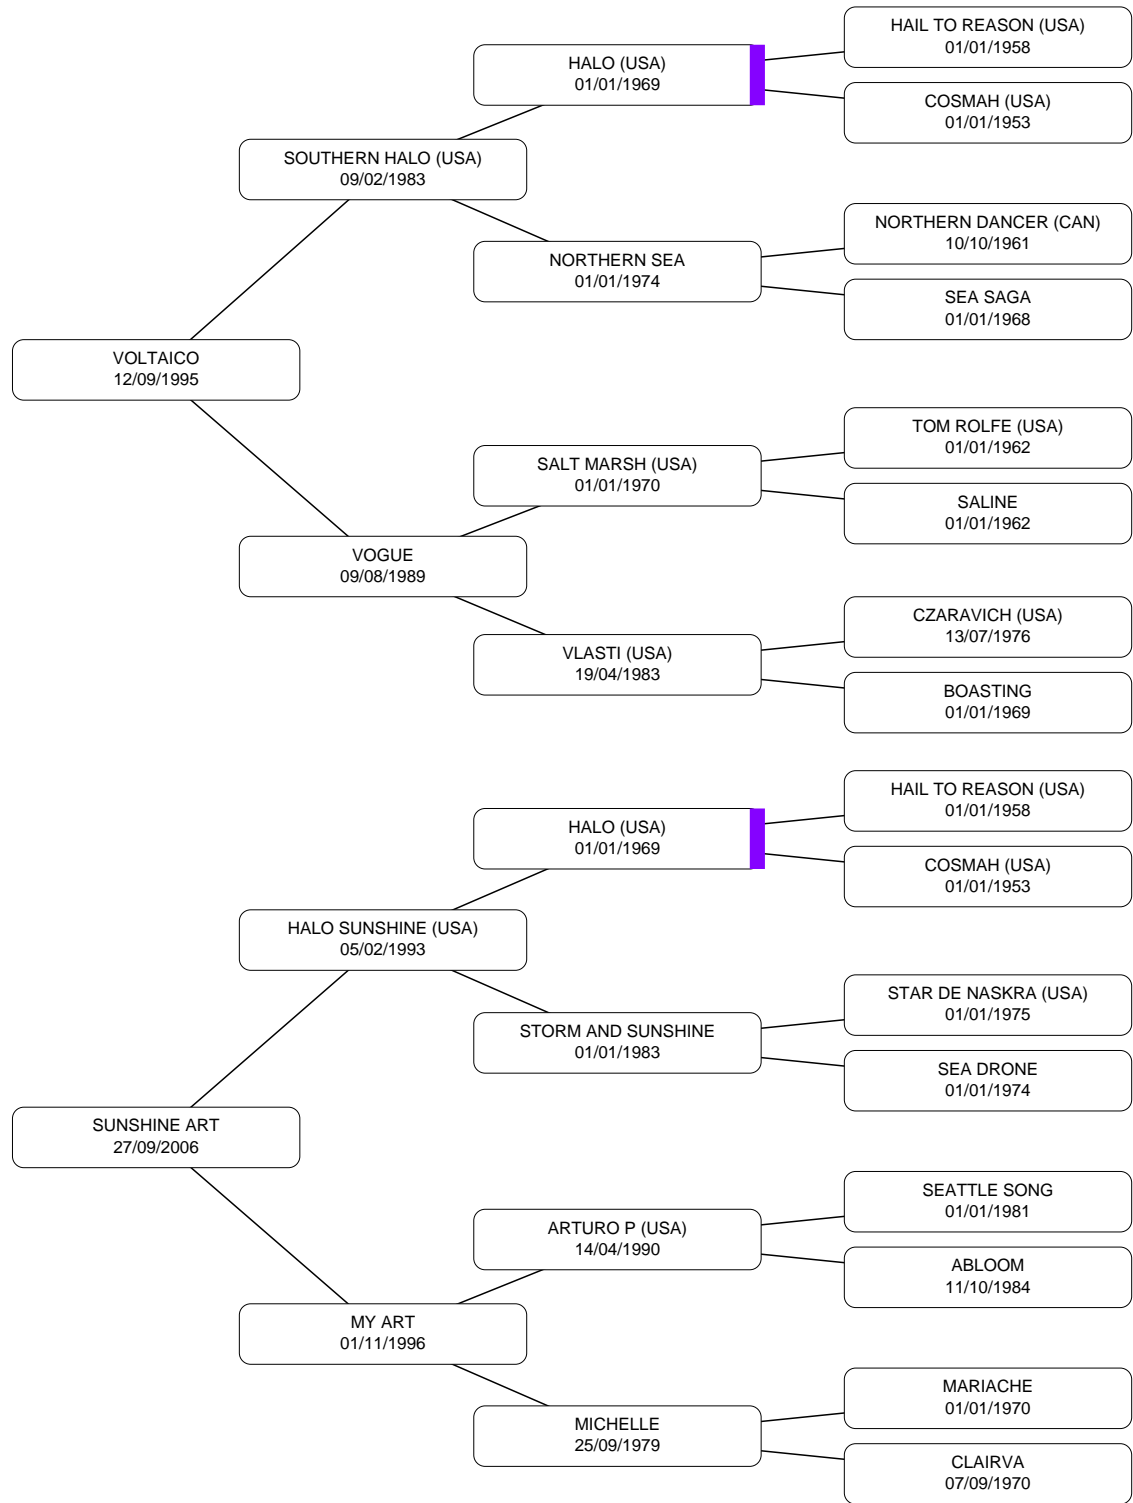 HAIL TO REASON (USA)
01/01/1958
HALO (USA)
01/01/1969
COSMAH (USA)
01/01/1953
SOUTHERN HALO (USA)
09/02/1983
NORTHERN DANCER (CAN)
10/10/1961
NORTHERN SEA
01/01/1974
SEA SAGA
01/01/1968
VOLTAICO
12/09/1995
TOM ROLFE (USA)
01/01/1962
SALT MARSH (USA)
01/01/1970
SALINE
01/01/1962
VOGUE
09/08/1989
CZARAVICH (USA)
13/07/1976
VLASTI (USA)
19/04/1983
BOASTING
01/01/1969
HAIL TO REASON (USA)
01/01/1958
HALO (USA)
01/01/1969
COSMAH (USA)
01/01/1953
HALO SUNSHINE (USA)
05/02/1993
STAR DE NASKRA (USA)
01/01/1975
STORM AND SUNSHINE
01/01/1983
SEA DRONE
01/01/1974
SUNSHINE ART
27/09/2006
SEATTLE SONG
01/01/1981
ARTURO P (USA)
14/04/1990
ABLOOM
11/10/1984
MY ART
01/11/1996
MARIACHE
01/01/1970
MICHELLE
25/09/1979
CLAIRVA
07/09/1970